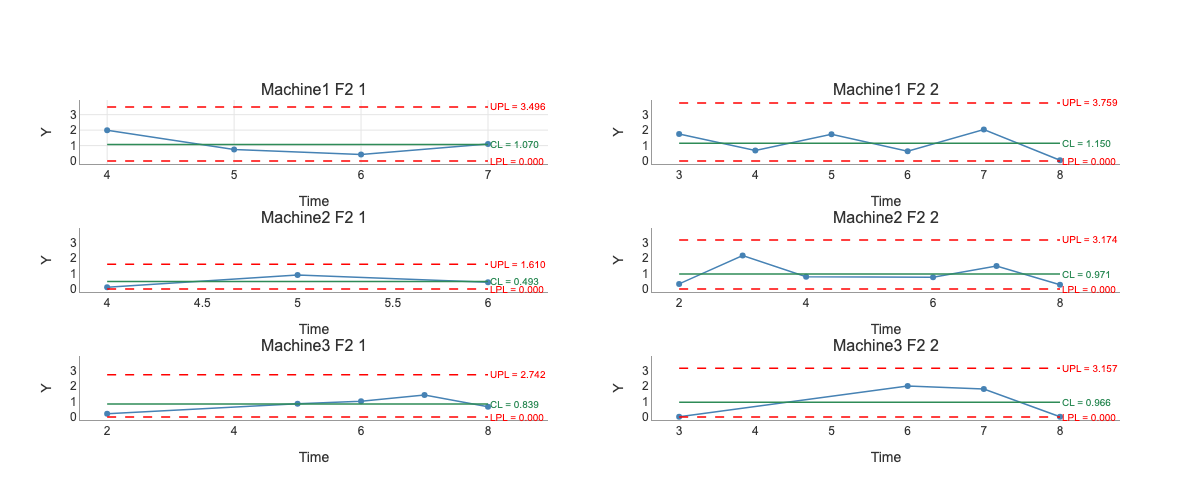 Machine1 F2 1
Y
3
2
1
0
UPL = 3.496
CL = 1.070
LPL = 0.000
4 5 6 7
Time
Machine1 F2 2
Y
3
2
1
0
UPL = 3.759
CL = 1.150
LPL = 0.000
3 4 5 6 7 8
Time
Machine2 F2 1
Y
3
2
1
0
UPL = 1.610
CL = 0.493
LPL = 0.000
4 4.5 5 5.5 6
Time
Machine2 F2 2
Y
3
2
1
0
UPL = 3.174
CL = 0.971
LPL = 0.000
2 4 6 8
Time
Machine3 F2 1
Y
3
2
1
0
UPL = 2.742
CL = 0.839
LPL = 0.000
2 4 6 8
Time
Machine3 F2 2
Y
3
2
1
0
UPL = 3.157
CL = 0.966
LPL = 0.000
3 4 5 6 7 8
Time